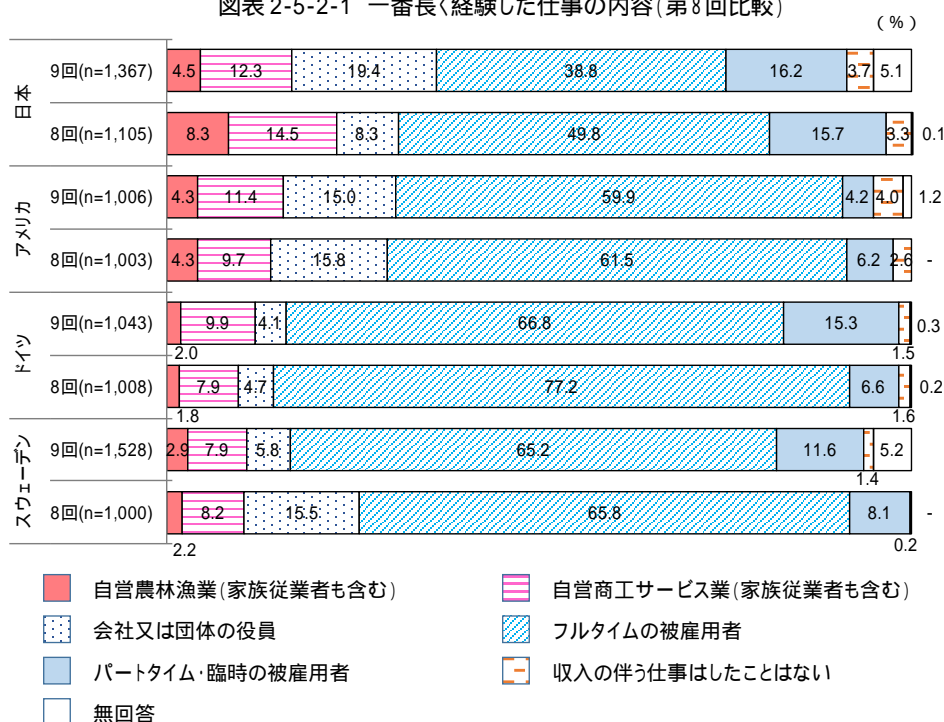 図表 2-5-2-1 一番長く経験した仕事の内容(第8回比較)
(%)
日本
9回(n=1,367) 4.5 12.3 19.4 38.8 16.2 3.7 5.1
8回(n=1,105) 8.3 14.5 8.3 49.8 15.7 3.3 0.1
アメリカ
9回(n=1,006) 4.3 11.4 15.0 59.9 4.2 4.0 1.2
8回(n=1,003) 4.3 9.7 15.8 61.5 6.2 2.6 -
ドイツ
9回(n=1,043) 2.0 9.9 4.1 66.8 15.3 1.5 0.3
8回(n=1,008) 1.8 7.9 4.7 77.2 6.6 1.6 0.2
スウェーデン
9回(n=1,528) 2.9 7.9 5.8 65.2 11.6 1.4 5.2
8回(n=1,000) 2.2 8.2 15.5 65.8 8.1 0.2 -
自営農林漁業(家族従業者も含む)
自営商工サービス業(家族従業者も含む)
会社又は団体の役員
フルタイムの被雇用者
パートタイム･臨時の被雇用者
収入の伴う仕事はしたことはない
無回答